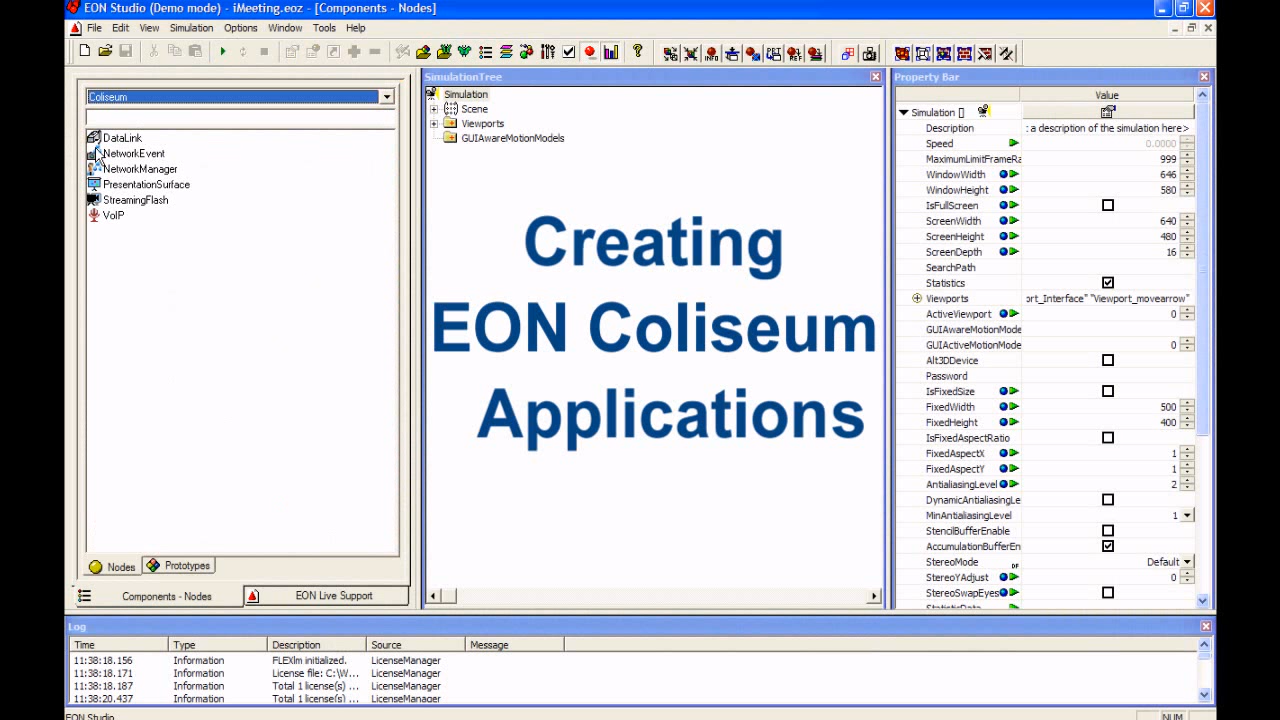 EON Studio (Demo mode) - iMeeting.eoz - [Components - Nodes]
File Edit View Simulation Options Window Tools Help
Coliseum
DataLink
NetworkEvent
NetworkManager
PresentationSurface
StreamingFlash
VoIP
Nodes Prototypes
Components - Nodes EON Live Support
SimulationTree
Simulation
Scene
Viewports
GUIAwareMotionModels
Creating
EON Coliseum
Applications
Property Bar
Value
Simulation []
Description : a description of the simulation here>
Speed 0.0000
MaximumLimitFrameRa 999
WindowWidth 646
WindowHeight 580
IsFullScreen
ScreenWidth 640
ScreenHeight 480
ScreenDepth 16
SearchPath
Statistics
Viewports ort_Interface" "Viewport_movearrow"
ActiveViewport 0
GUIAwareMotionMode
GUIActiveMotionMode 0
Alt3DDevice
Password
IsFixedSize
FixedWidth 500
FixedHeight 400
IsFixedAspectRatio
FixedAspectX 1
FixedAspectY 1
AntialiasingLevel 2
DynamicAntialiasingLe
MinAntialiasingLevel 1
StencilBufferEnable
AccumulationBufferEn
StereoMode DF Default
StereoYAdjust 0
StereoSwapEyes
Log
Time Type Description Source Message
11:38:18.156 Information FLEXlm initialized. LicenseManager
11:38:18.171 Information License file: C:\W... LicenseManager
11:38:18.187 Information Total 1 license(s) ... LicenseManager
11:38:20.437 Information Total 1 license(s) ... LicenseManager
EON Studio NUM